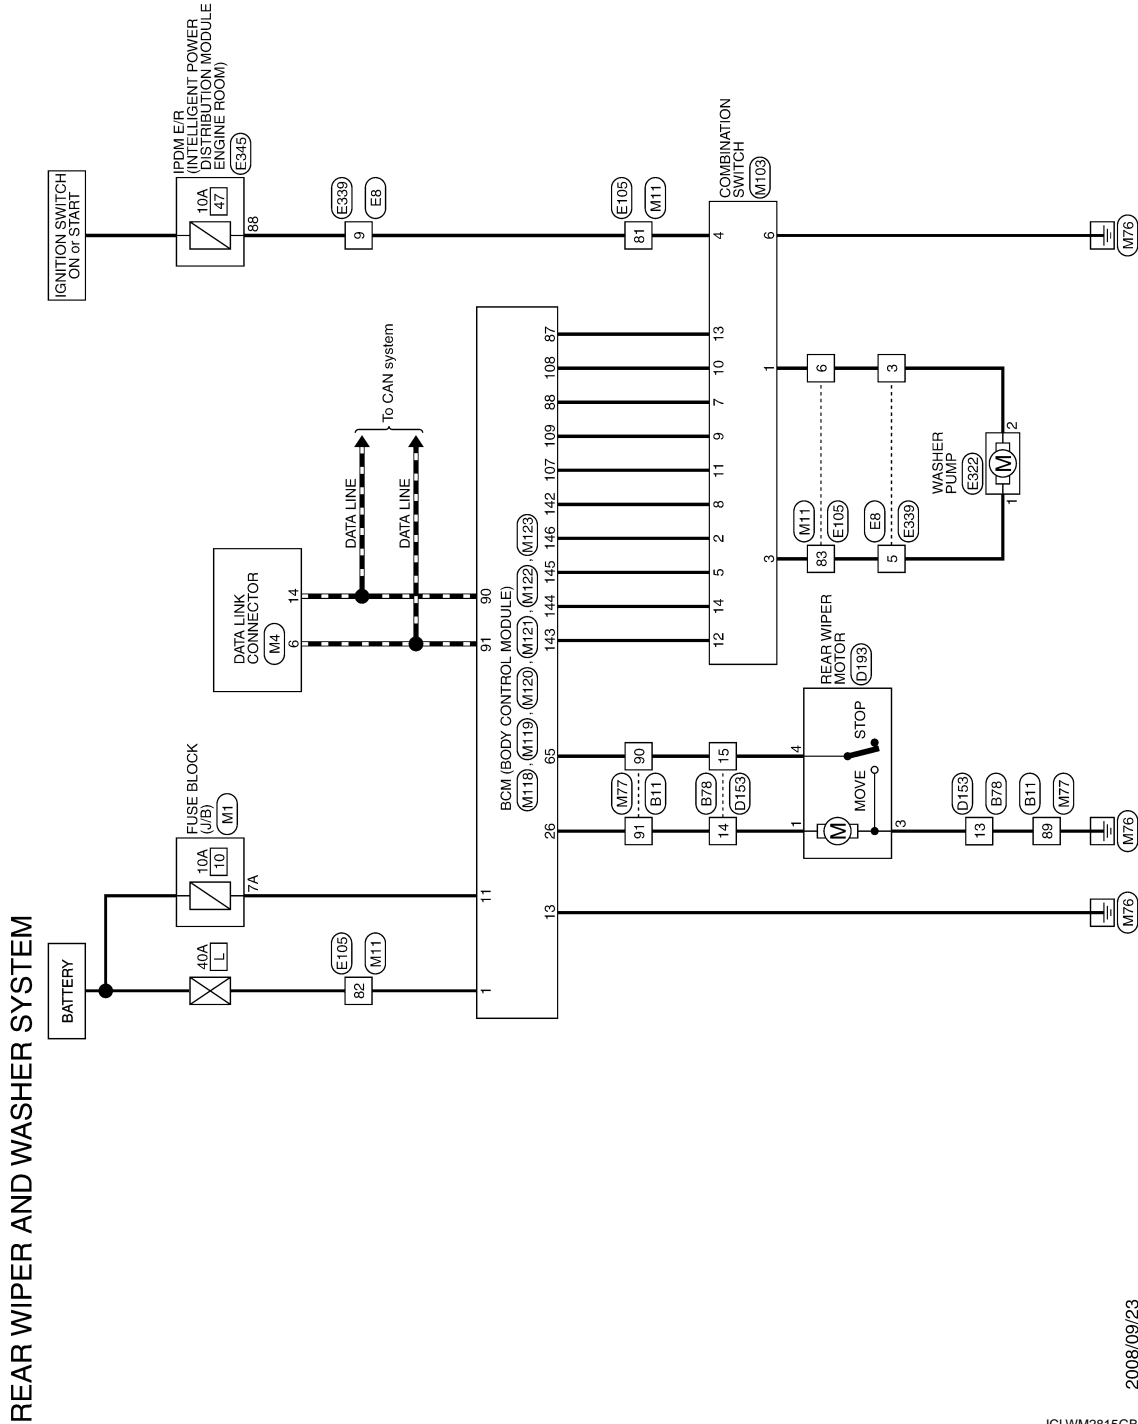 REAR WIPER AND WASHER SYSTEM
BATTERY
IGNITION SWITCH
ON or START
40A
L
10A
10
7A
FUSE BLOCK
(J/B)
M1
10A
47
88
IPDM E/R
(INTELLIGENT POWER
DISTRIBUTION MODULE
ENGINE ROOM)
E345
DATA LINK
CONNECTOR
M4
6
14
DATA LINE
DATA LINE
To CAN system
82
E105
M11
9
E339
E8
81
E105
M11
1
11
91
90
BCM (BODY CONTROL MODULE)
M118 , M119 , M120 , M121 , M122 , M123
13
26
65
143
144
145
146
142
107
109
88
108
87
12
14
5
2
8
11
9
7
10
13
4
COMBINATION
SWITCH
M103
3
1
6
91
M77
B11
90
14
B78
D153
15
REAR WIPER
MOTOR
D193
1
4
M
MOVE
STOP
3
83
M11
E105
6
5
E8
E339
3
WASHER
PUMP
E322
1
M
2
13
D153
B78
89
B11
M77
M76
M76
M76
2008/09/23
JCLWM2815GB